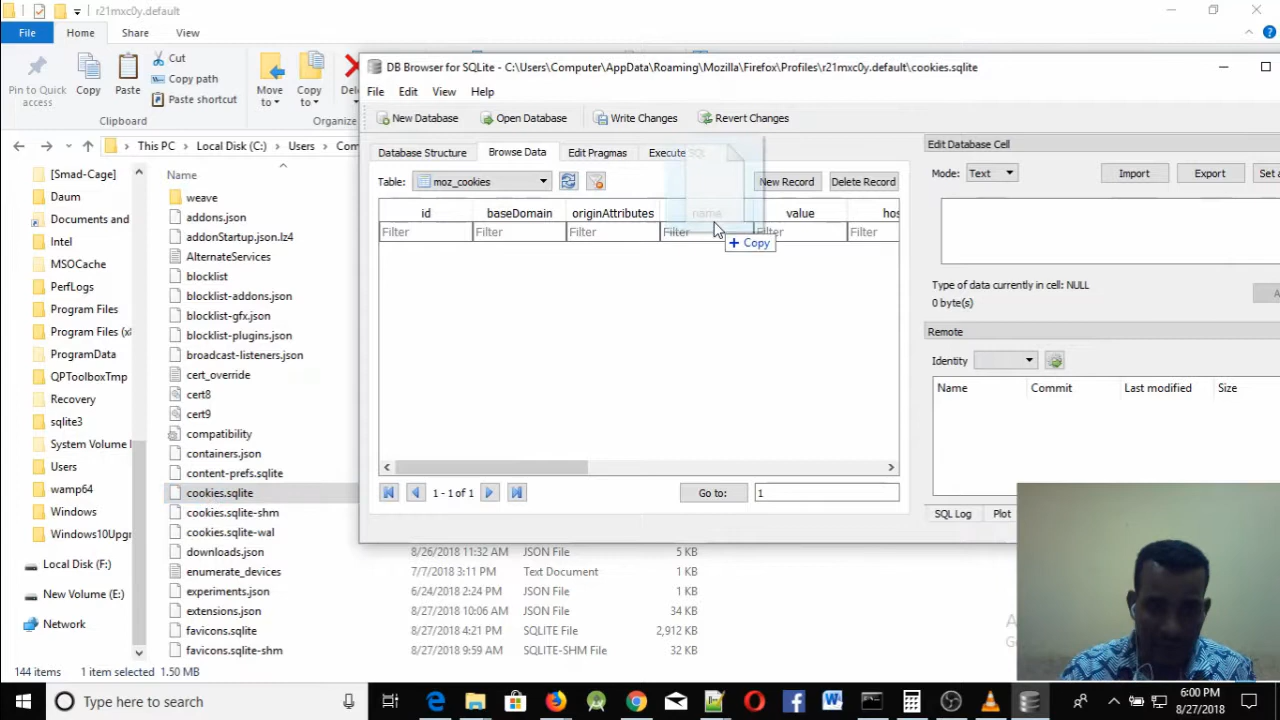 r21mxc0y.default
File Home Share View
Pin to Quick access
Copy
Paste
Cut
Copy path
Paste shortcut
Clipboard
Move to
Copy to
Organiz
This PC Local Disk (C:) Users
[Smad-Cage]
Daum
Documents and
Intel
MSOCache
PerfLogs
Program Files
Program Files (x
ProgramData
QPToolboxTmp
Recovery
sqlite3
System Volume I
Users
wamp64
Windows
Windows10Upgr
Local Disk (F:)
New Volume (E:)
Network
Name
weave
addons.json
addonStartup.json.lz4
AlternateServices
blocklist
blocklist-addons.json
blocklist-gfx.json
blocklist-plugins.json
broadcast-listeners.json
cert_override
cert8
cert9
compatibility
containers.json
content-prefs.sqlite
cookies.sqlite
cookies.sqlite-shm
cookies.sqlite-wal
downloads.json 8/26/2018 11:32 AM JSON File 5 KB
enumerate_devices 7/7/2018 3:11 PM Text Document 1 KB
experiments.json 6/24/2018 2:24 PM JSON File 1 KB
extensions.json 8/27/2018 10:06 AM JSON File 34 KB
favicons.sqlite 8/27/2018 4:21 PM SQLITE File 2,912 KB
favicons.sqlite-shm 8/27/2018 9:59 AM SQLITE-SHM File 32 KB
144 items 1 item selected 1.50 MB
DB Browser for SQLite - C:\Users\Computer\AppData\Roaming\Mozilla\Firefox\Profiles\r21mxc0y.default\cookies.sqlite
File Edit View Help
New Database Open Database Write Changes Revert Changes
Database Structure Browse Data Edit Pragmas Execute SQL
Table: moz_cookies New Record Delete Record
id baseDomain originAttributes name value hos
Filter Filter Filter Filter Filter Filter
+ Copy
1 - 1 of 1 Go to: 1
Edit Database Cell
Mode: Text Import Export Set a
Type of data currently in cell: NULL
0 byte(s)
Remote
Identity
Name Commit Last modified Size
SQL Log Plot
Type here to search
6:00 PM
8/27/2018